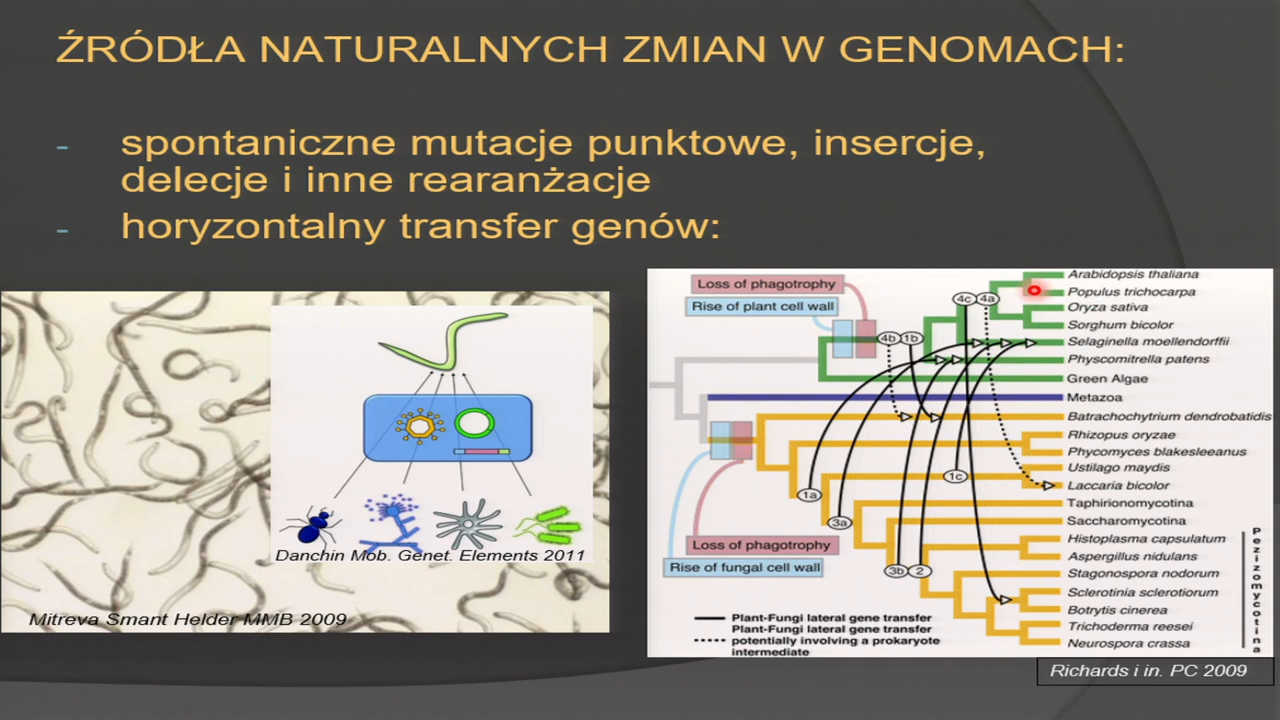 ŹRÓDŁA NATURALNYCH ZMIAN W GENOMACH:
- spontaniczne mutacje punktowe, insercje,
delecje i inne rearanżacje
- horyzontalny transfer genów:
Danchin Mob. Genet. Elements 2011
Mitreva Smant Helder MMB 2009
Loss of phagotrophy
Rise of plant cell wall
4c
4a
4b
1b
Arabidopsis thaliana
Populus trichocarpa
Oryza sativa
Sorghum bicolor
Selaginella moellendorffii
Physcomitrella patens
Green Algae
Metazoa
Batrachochytrium dendrobatidis
Rhizopus oryzae
Phycomyces blakesleeanus
Ustilago maydis
Laccaria bicolor
Taphirionomycotina
Saccharomycotina
Histoplasma capsulatum
Aspergillus nidulans
Stagonospora nodorum
Sclerotinia sclerotiorum
Botrytis cinerea
Trichoderma reesei
Neurospora crassa
Pezizomycotina
1c
1a
3a
3b
2
Loss of phagotrophy
Rise of fungal cell wall
Plant-Fungi lateral gene transfer
Plant-Fungi lateral gene transfer
potentially involving a prokaryote
intermediate
Richards i in. PC 2009